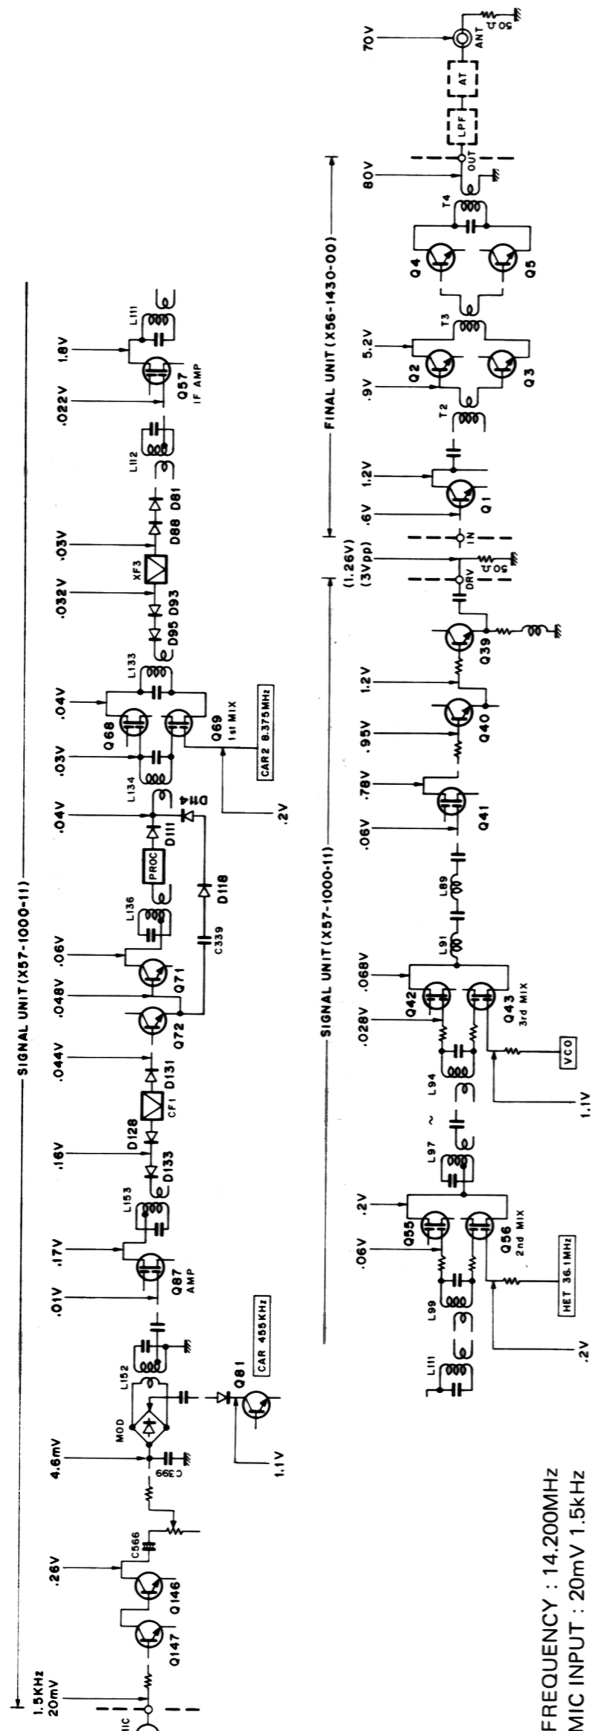 SIGNAL UNIT (X57-1000-11)
1.5KHz
20mV
MIC
Q147
Q146
.26V
C566
4.6mV
C399
MOD
L152
1.1V
Q81
CAR 455KHz
.01V
.17V
Q87
AMP
L153
.16V
D133
D128
CF1
D131
.044V
.048V
.06V
Q72
Q71
L136
C339
PROC
D118
D111
D114
.04V
.03V
.04V
L134
Q68
Q69
1st MIX
.2V
CAR2 8.375MHz
L133
D95
D93
.032V
XF3
.03V
D88
D81
L112
.022V
1.8V
Q57
IF AMP
L111
SIGNAL UNIT (X57-1000-11)
FINAL UNIT (X56-1430-00)
L111
L99
.06V
.2V
Q55
Q56
2nd MIX
.2V
HET 36.1MHz
L97 ~ L94
.028V
.068V
Q42
Q43
3rd MIX
1.1V
VCO
L91
L89
.06V
.78V
Q41
.95V
Q40
1.2V
Q39
DRV
(1.26V)
(3Vpp)
50Ω
IN
.6V
1.2V
Q1
T2
.9V
5.2V
Q2
Q3
T3
Q4
Q5
T4
80V
OUT
LPF
AT
70V
ANT
50Ω
FREQUENCY : 14.200MHz
MIC INPUT : 20mV 1.5kHz